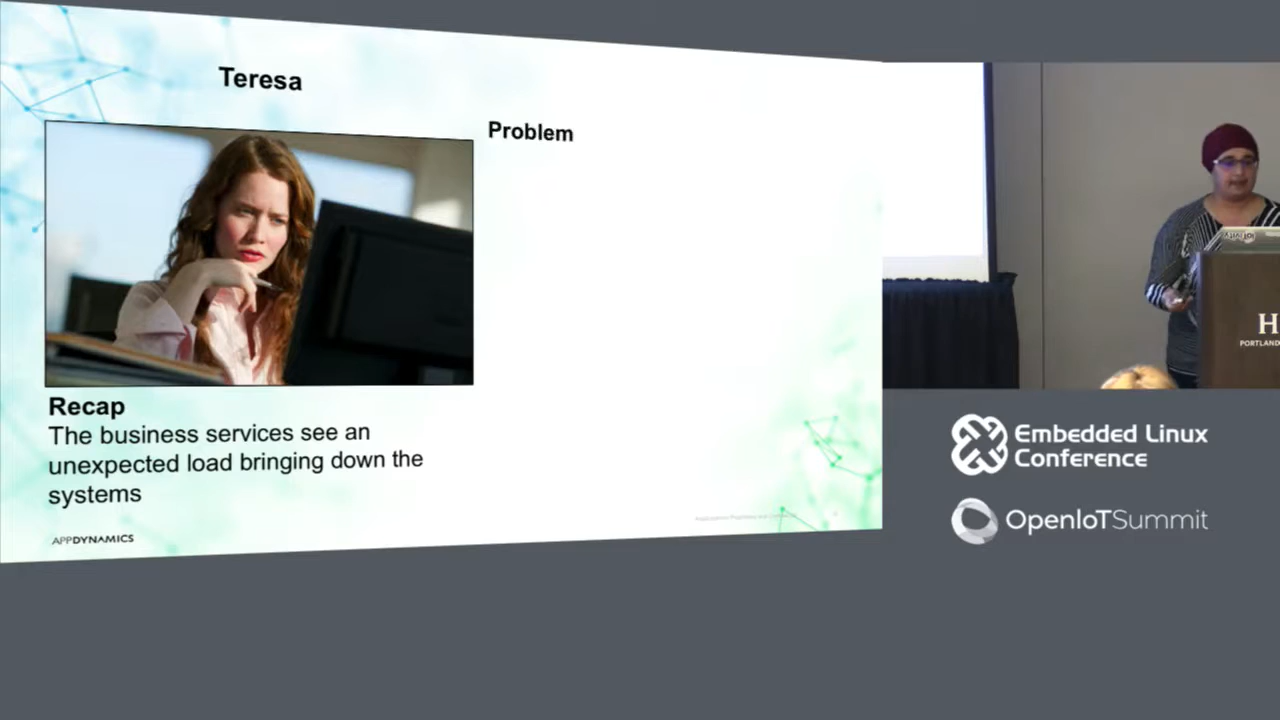 Teresa
Problem
Recap
The business services see an
unexpected load bringing down the
systems
APPDYNAMICS
H
PORTLAND
Embedded Linux
Conference
OpenIoTSummit